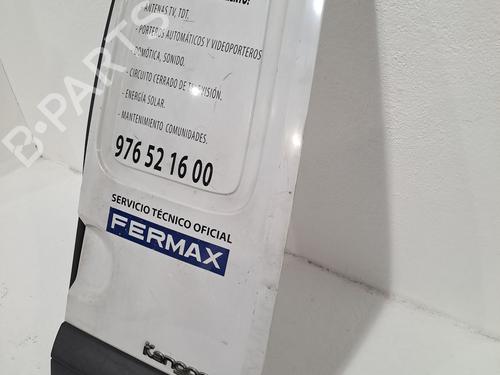 - ANTENAS TV, TDT.
- PORTEROS AUTOMÁTICOS Y VIDEOPORTEROS
- DOMÓTICA, SONIDO.
- CIRCUITO CERRADO DE TELEVISIÓN.
- ENERGÍA SOLAR.
- MANTENIMIENTO COMUNIDADES.
976 52 16 00
SERVICIO TÉCNICO OFICIAL
FERMAX
B-PARTS